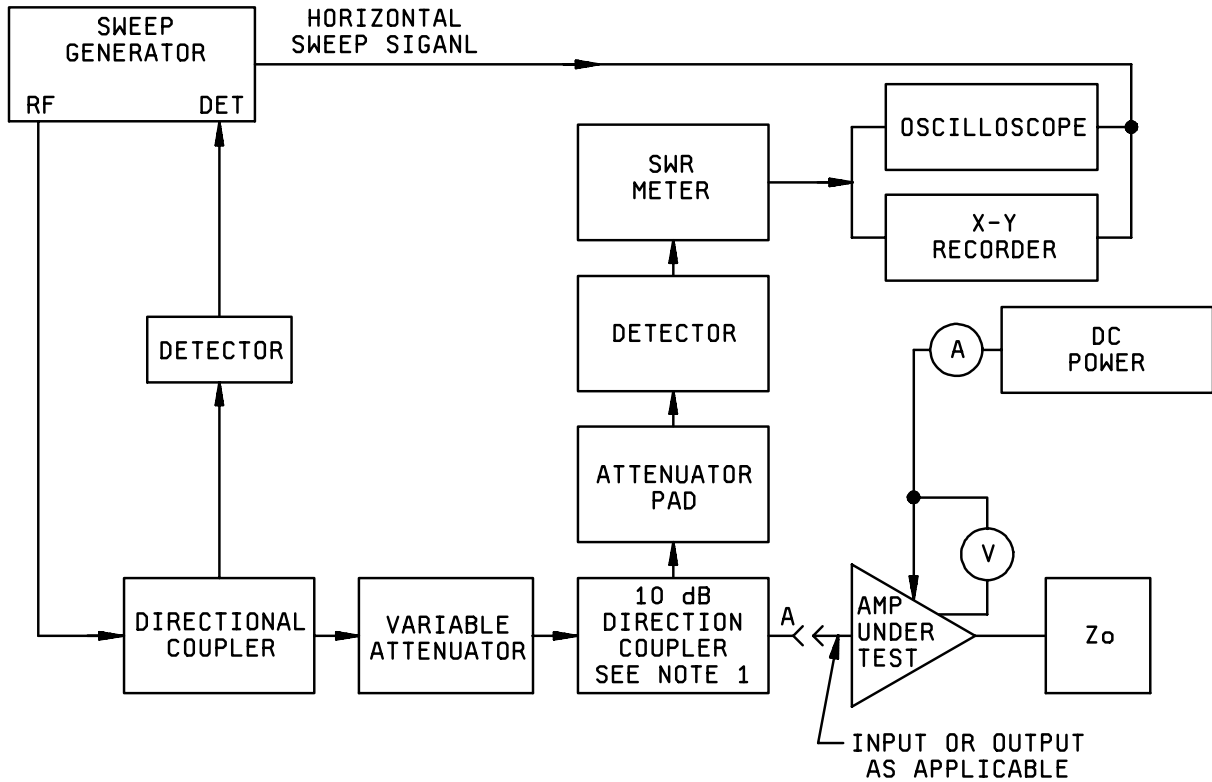 SWEEP
GENERATOR
RF
DET
HORIZONTAL
SWEEP SIGANL
OSCILLOSCOPE
SWR
METER
X-Y
RECORDER
DETECTOR
DETECTOR
A
DC
POWER
ATTENUATOR
PAD
V
DIRECTIONAL
COUPLER
VARIABLE
ATTENUATOR
10 dB
DIRECTION
COUPLER
SEE NOTE 1
A
AMP
UNDER
TEST
Zo
INPUT OR OUTPUT
AS APPLICABLE